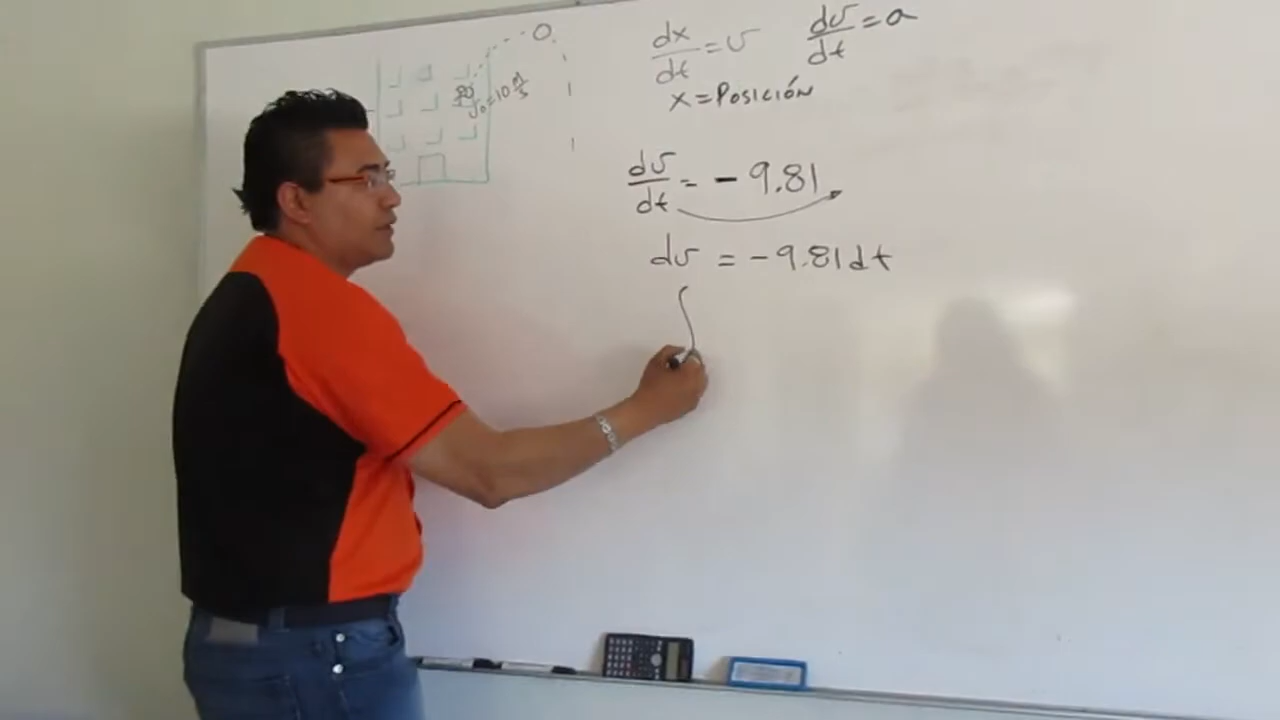 dx/dt = v
dv/dt = a
x = Posición
v₀ = 10 m/s
dv/dt = - 9.81
dv = - 9.81 dt
∫